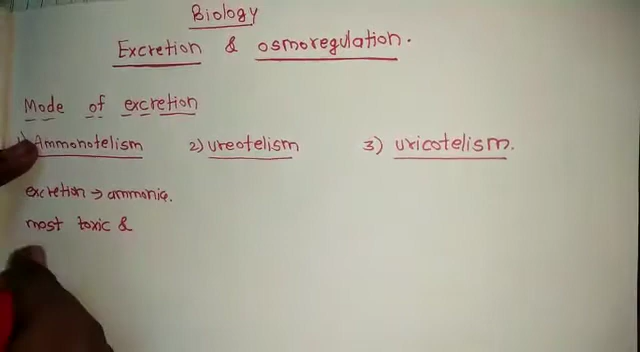 Biology
Excretion & osmoregulation.
Mode of excretion
1) Ammonotelism 2) ureotelism 3) uricotelism.
excretion → ammonia.
most toxic &